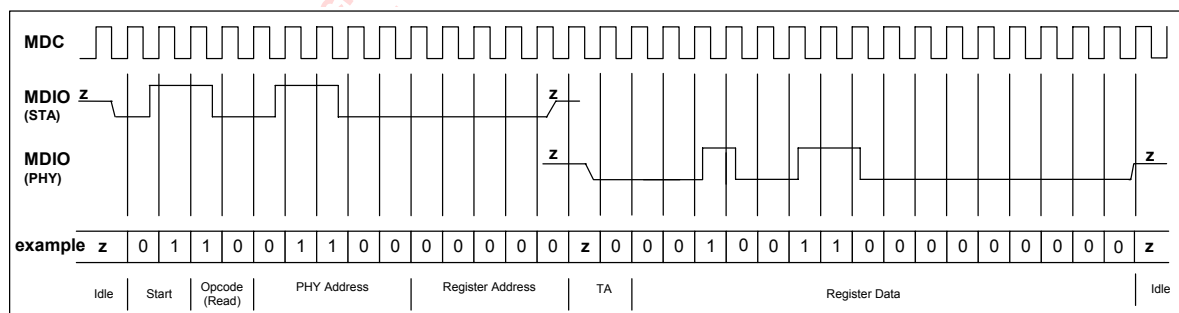 MDC
MDIO z z
(STA)
MDIO z z
(PHY)
example z 0 1 1 0 0 1 1 0 0 0 0 0 0 0 z 0 0 0 1 0 0 1 1 0 0 0 0 0 0 0 0 0 z
Idle Start Opcode (Read) PHY Address Register Address TA Register Data Idle